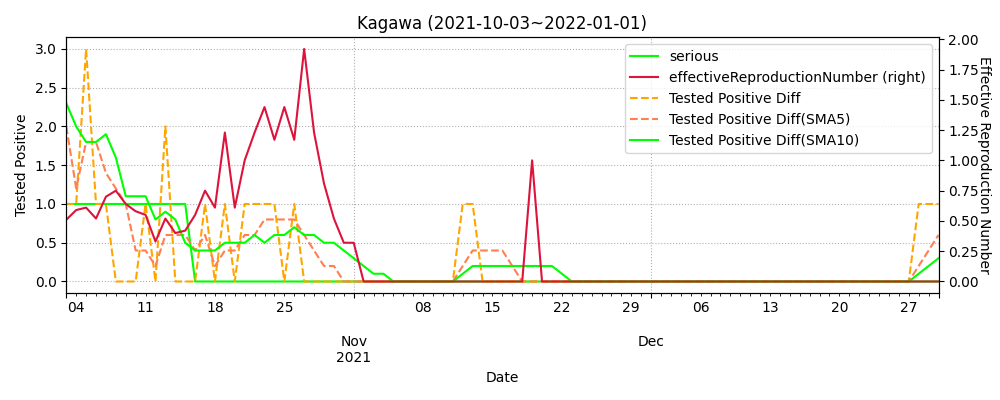 Kagawa (2021-10-03~2022-01-01)
Tested Positive
3.0
2.5
2.0
1.5
1.0
0.5
0.0
serious
effectiveReproductionNumber (right)
Tested Positive Diff
Tested Positive Diff(SMA5)
Tested Positive Diff(SMA10)
2.00
1.75
1.50
1.25
1.00
0.75
0.50
0.25
0.00
Effective Reproduction Number
04 11 18 25 08 15 22 29 06 13 20 27
Nov Dec
2021
Date